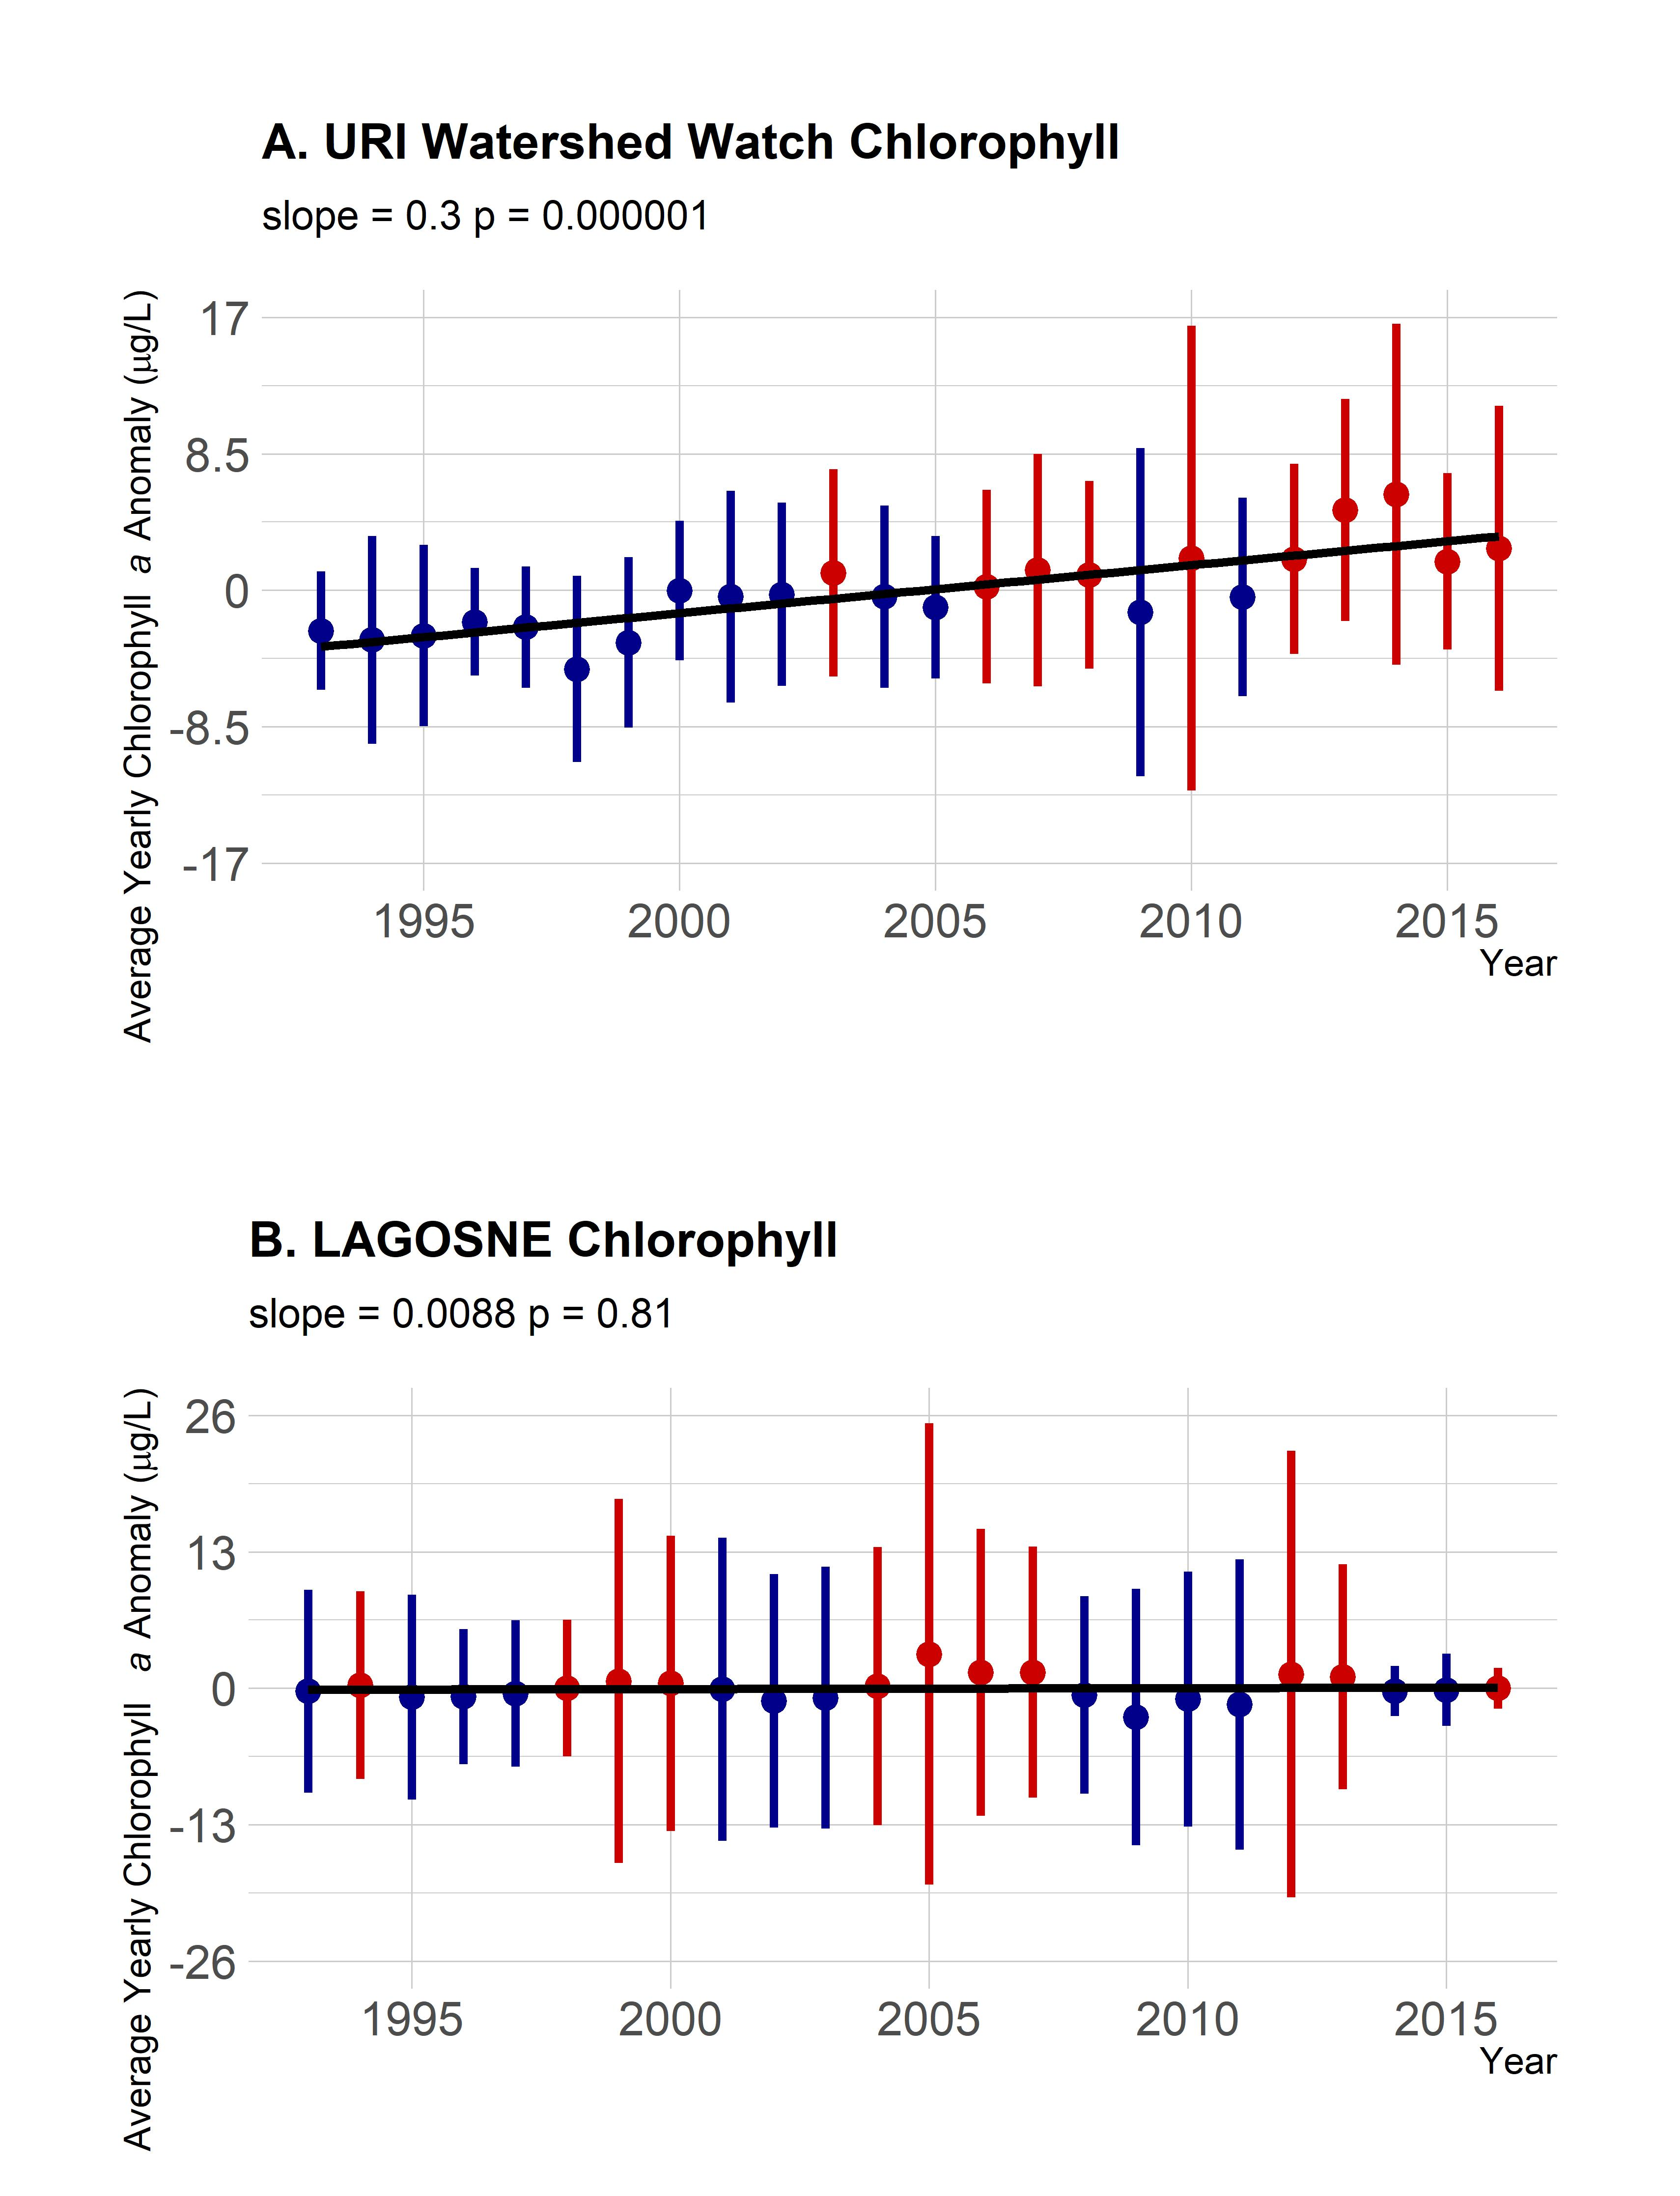 A. URI Watershed Watch Chlorophyll
slope = 0.3 p = 0.000001
Average Yearly Chlorophyll a Anomaly (μg/L)
17
8.5
0
-8.5
-17
1995 2000 2005 2010 2015
Year
B. LAGOSNE Chlorophyll
slope = 0.0088 p = 0.81
Average Yearly Chlorophyll a Anomaly (μg/L)
26
13
0
-13
-26
1995 2000 2005 2010 2015
Year